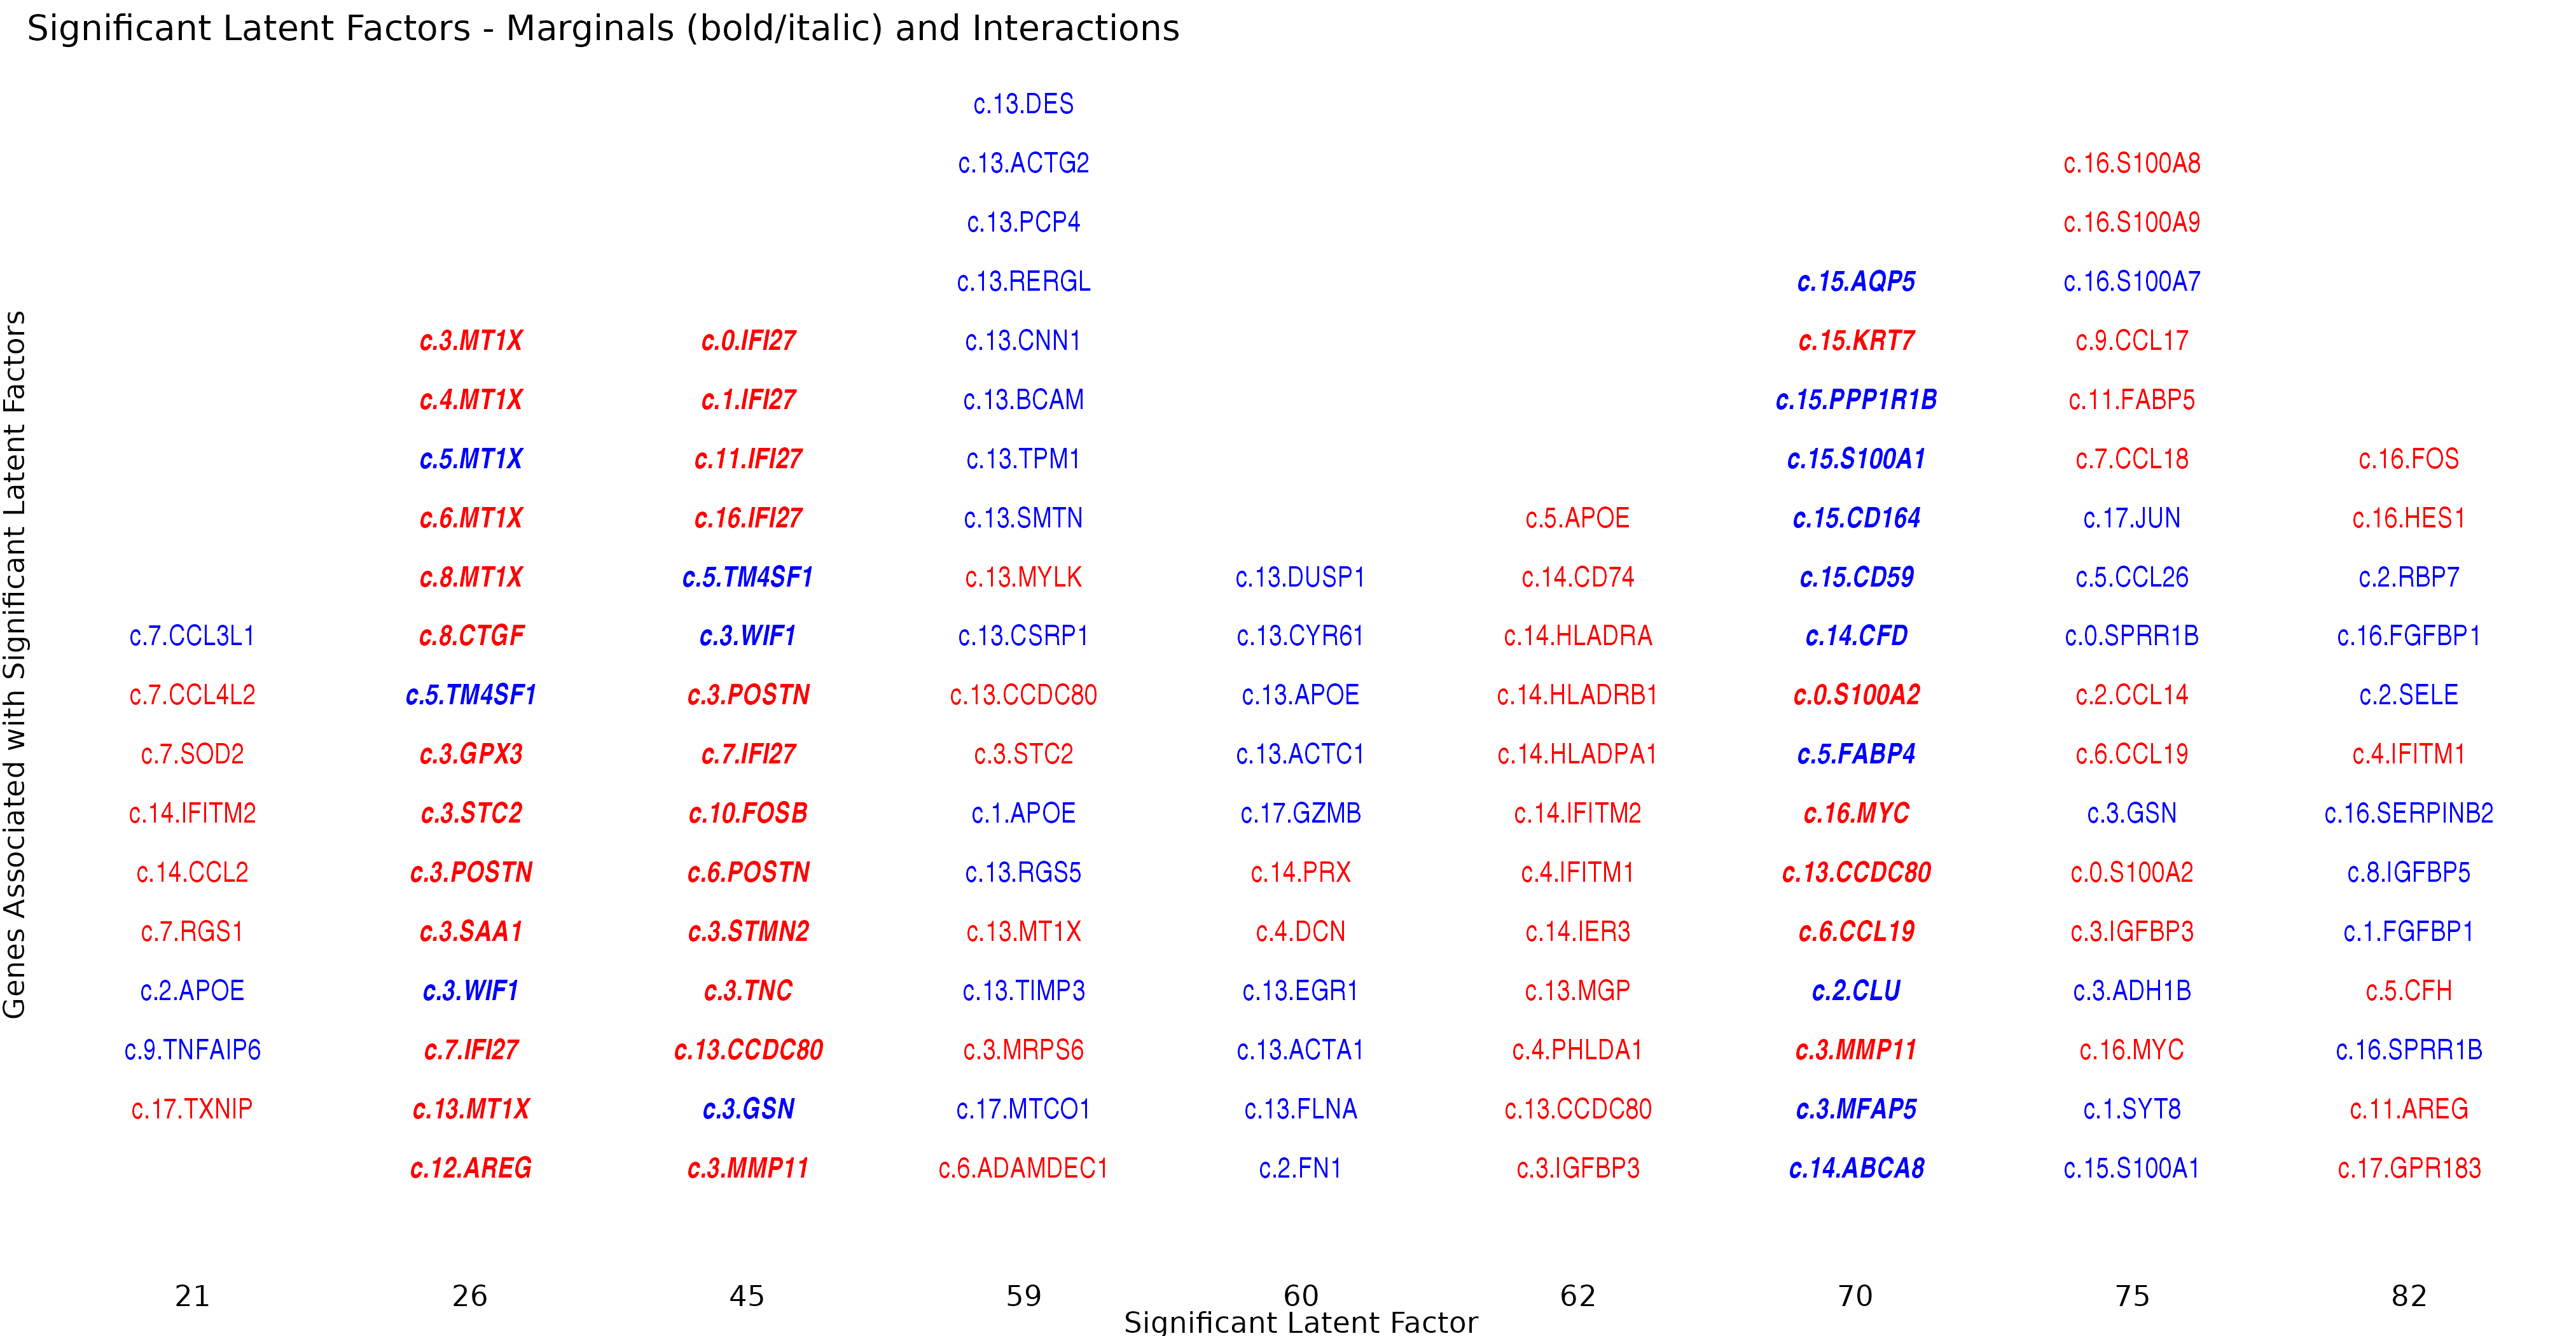 Significant Latent Factors - Marginals (bold/italic) and Interactions
Genes Associated with Significant Latent Factors
c.13.DES
c.13.ACTG2 c.16.S100A8
c.13.PCP4 c.16.S100A9
c.13.RERGL c.15.AQP5 c.16.S100A7
c.3.MT1X c.0.IFI27 c.13.CNN1 c.15.KRT7 c.9.CCL17
c.4.MT1X c.1.IFI27 c.13.BCAM c.15.PPP1R1B c.11.FABP5
c.5.MT1X c.11.IFI27 c.13.TPM1 c.15.S100A1 c.7.CCL18 c.16.FOS
c.6.MT1X c.16.IFI27 c.13.SMTN c.5.APOE c.15.CD164 c.17.JUN c.16.HES1
c.8.MT1X c.5.TM4SF1 c.13.MYLK c.13.DUSP1 c.14.CD74 c.15.CD59 c.5.CCL26 c.2.RBP7
c.7.CCL3L1 c.8.CTGF c.3.WIF1 c.13.CSRP1 c.13.CYR61 c.14.HLADRA c.14.CFD c.0.SPRR1B c.16.FGFBP1
c.7.CCL4L2 c.5.TM4SF1 c.3.POSTN c.13.CCDC80 c.13.APOE c.14.HLADRB1 c.0.S100A2 c.2.CCL14 c.2.SELE
c.7.SOD2 c.3.GPX3 c.7.IFI27 c.3.STC2 c.13.ACTC1 c.14.HLADPA1 c.5.FABP4 c.6.CCL19 c.4.IFITM1
c.14.IFITM2 c.3.STC2 c.10.FOSB c.1.APOE c.17.GZMB c.14.IFITM2 c.16.MYC c.3.GSN c.16.SERPINB2
c.14.CCL2 c.3.POSTN c.6.POSTN c.13.RGS5 c.14.PRX c.4.IFITM1 c.13.CCDC80 c.0.S100A2 c.8.IGFBP5
c.7.RGS1 c.3.SAA1 c.3.STMN2 c.13.MT1X c.4.DCN c.14.IER3 c.6.CCL19 c.3.IGFBP3 c.1.FGFBP1
c.2.APOE c.3.WIF1 c.3.TNC c.13.TIMP3 c.13.EGR1 c.13.MGP c.2.CLU c.3.ADH1B c.5.CFH
c.9.TNFAIP6 c.7.IFI27 c.13.CCDC80 c.3.MRPS6 c.13.ACTA1 c.4.PHLDA1 c.3.MMP11 c.16.MYC c.16.SPRR1B
c.17.TXNIP c.13.MT1X c.3.GSN c.17.MTCO1 c.13.FLNA c.13.CCDC80 c.3.MFAP5 c.1.SYT8 c.11.AREG
c.12.AREG c.3.MMP11 c.6.ADAMDEC1 c.2.FN1 c.3.IGFBP3 c.14.ABCA8 c.15.S100A1 c.17.GPR183
21 26 45 59 60 62 70 75 82
Significant Latent Factor